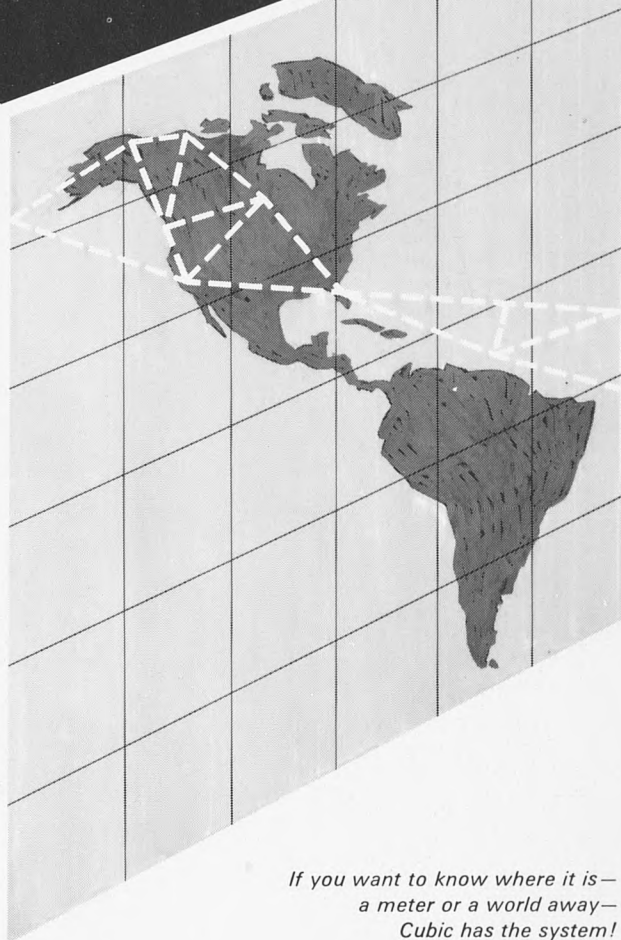 If you want to know where it is—
a meter or a world away—
Cubic has the system!